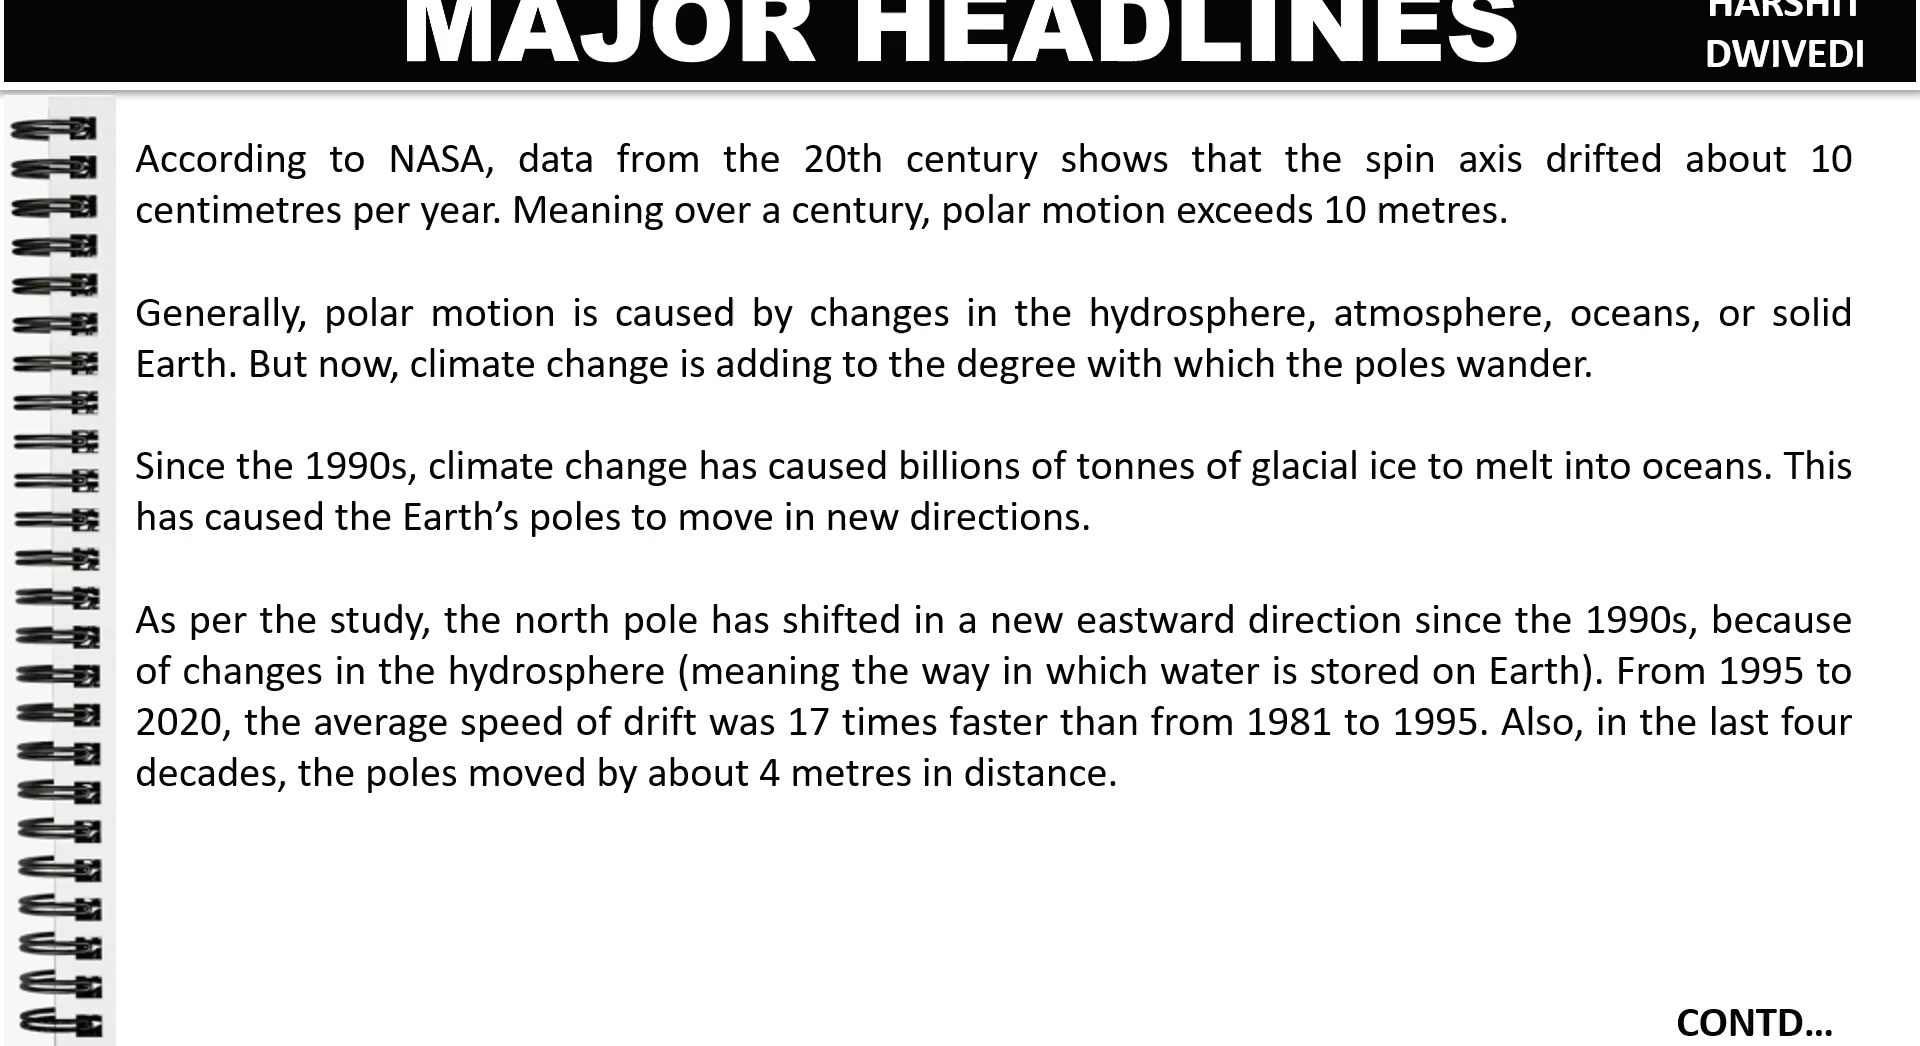 MAJOR HEADLINES
HARSHIT
DWIVEDI
According to NASA, data from the 20th century shows that the spin axis drifted about 10
centimetres per year. Meaning over a century, polar motion exceeds 10 metres.
Generally, polar motion is caused by changes in the hydrosphere, atmosphere, oceans, or solid
Earth. But now, climate change is adding to the degree with which the poles wander.
Since the 1990s, climate change has caused billions of tonnes of glacial ice to melt into oceans. This
has caused the Earth’s poles to move in new directions.
As per the study, the north pole has shifted in a new eastward direction since the 1990s, because
of changes in the hydrosphere (meaning the way in which water is stored on Earth). From 1995 to
2020, the average speed of drift was 17 times faster than from 1981 to 1995. Also, in the last four
decades, the poles moved by about 4 metres in distance.
CONTD...